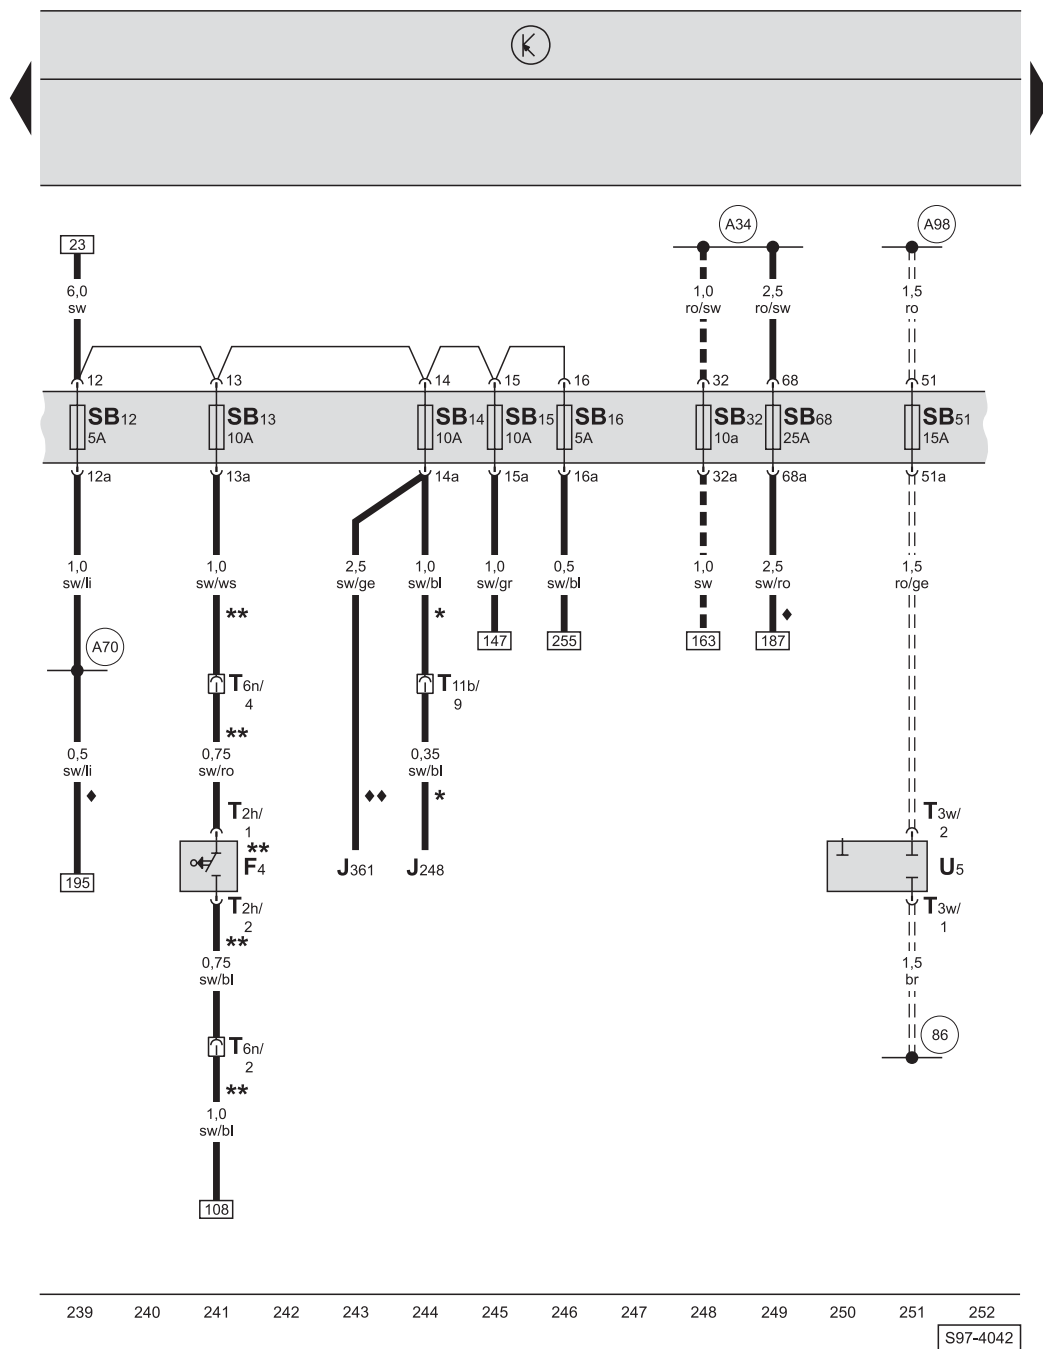 A34 A98
23
6,0 1,0 2,5 1,5
sw ro/sw ro/sw ro
12 13 14 15 16 32 68 51
SB12 SB13 SB14 SB15 SB16 SB32 SB68 SB51
5A 10A 10A 10A 5A 10a 25A 15A
12a 13a 14a 15a 16a 32a 68a 51a
1,0 1,0 2,5 1,0 1,0 0,5 1,0 2,5 1,5
sw/li sw/ws sw/ge sw/bl sw/gr sw/bl sw sw/ro ro/ge
** * ♦
147 255 163 187
A70
T6n/ T11b/
4 9
**
0,5 0,75 0,35
sw/li sw/ro sw/bl
♦ ♦♦ *
T2h/ T3w/
1 2
**
F4 J361 J248 U5
195
T2h/ T3w/
2 1
**
0,75 1,5
sw/bl br
86
T6n/
2
**
1,0
sw/bl
108
239 240 241 242 243 244 245 246 247 248 249 250 251 252
S97-4042